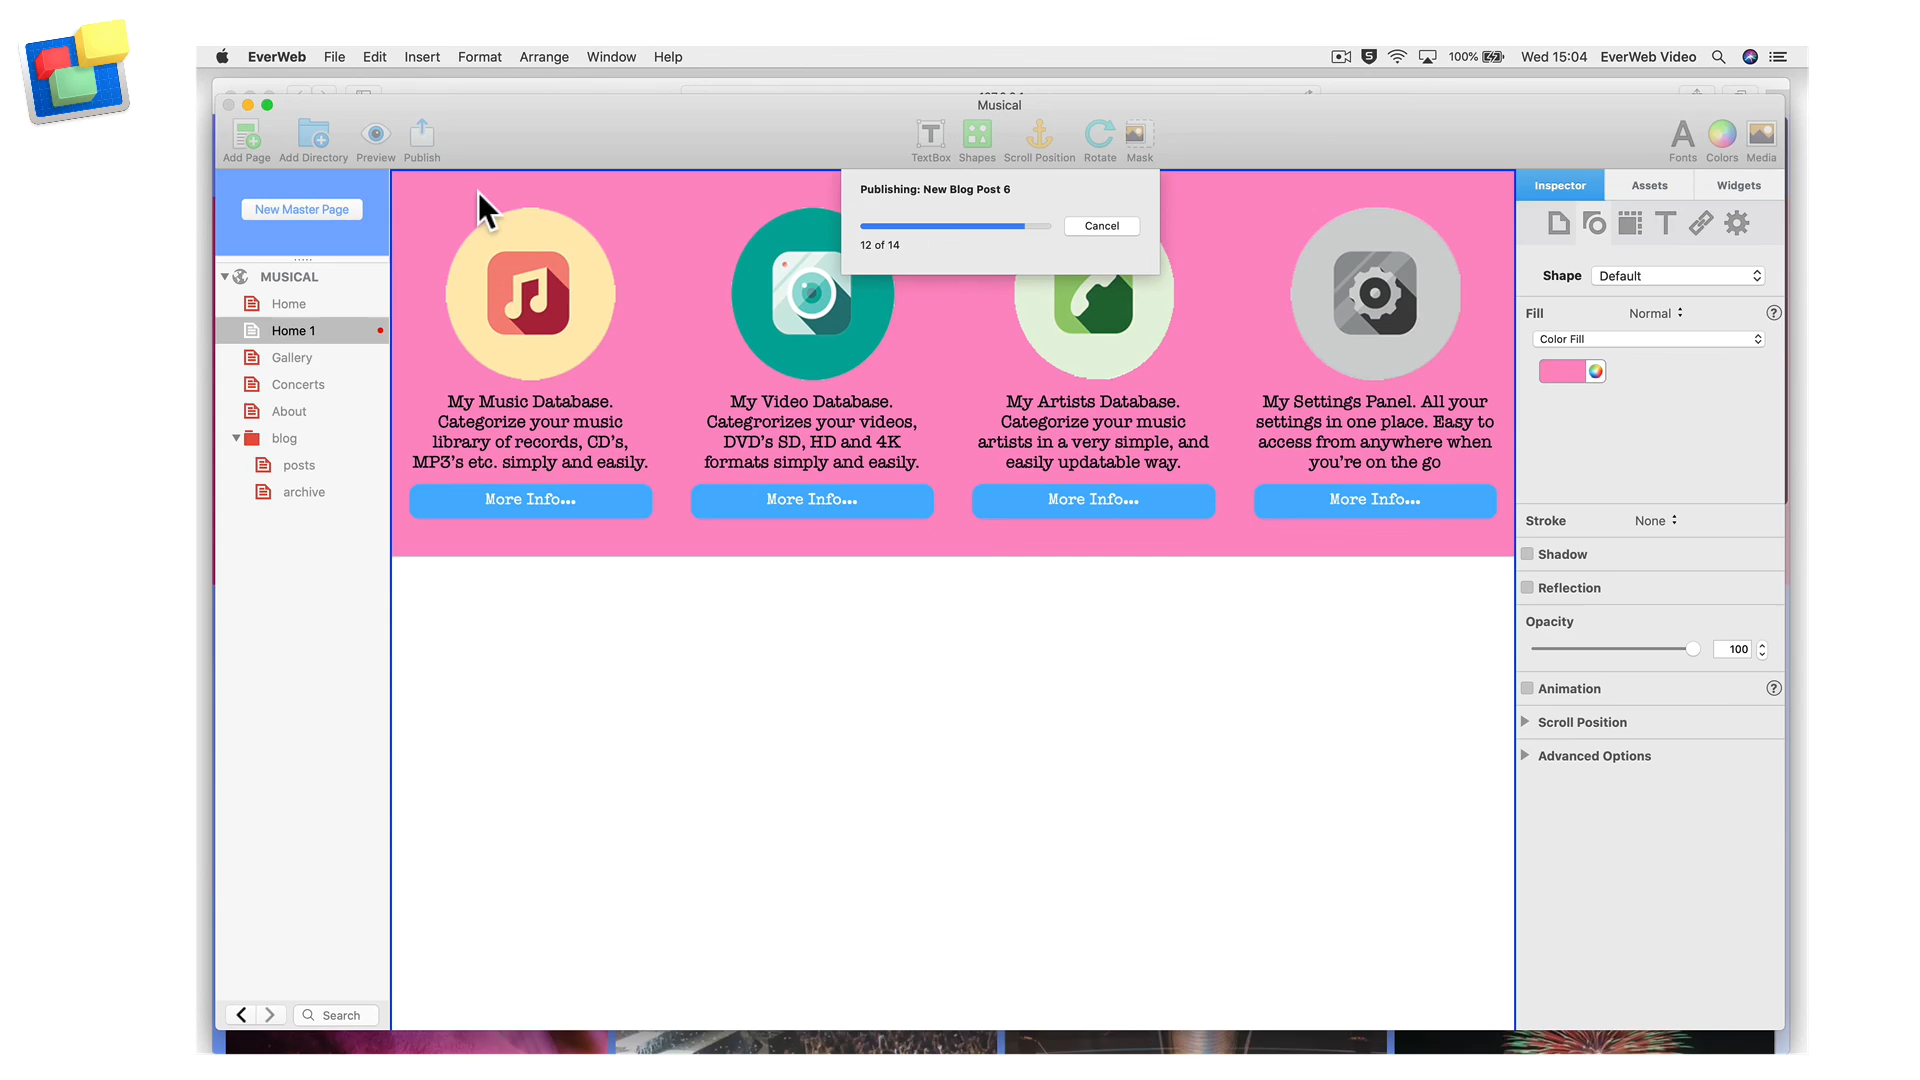 EverWeb File Edit Insert Format Arrange Window Help
100% Wed 15:04 EverWeb Video
Musical
Add Page Add Directory Preview Publish
TextBox Shapes Scroll Position Rotate Mask
Fonts Colors Media
New Master Page
MUSICAL
Home
Home 1
Gallery
Concerts
About
blog
posts
archive
Search
Publishing: New Blog Post 6
Cancel
12 of 14
My Music Database.
Categorize your music
library of records, CD's,
MP3's etc. simply and easily.
More Info...
My Video Database.
Categrorizes your videos,
DVD's SD, HD and 4K
formats simply and easily.
More Info...
My Artists Database.
Categorize your music
artists in a very simple, and
easily updatable way.
More Info...
My Settings Panel. All your
settings in one place. Easy to
access from anywhere when
you're on the go
More Info...
Inspector Assets Widgets
Shape Default
Fill Normal
Color Fill
Stroke None
Shadow
Reflection
Opacity
100
Animation
Scroll Position
Advanced Options